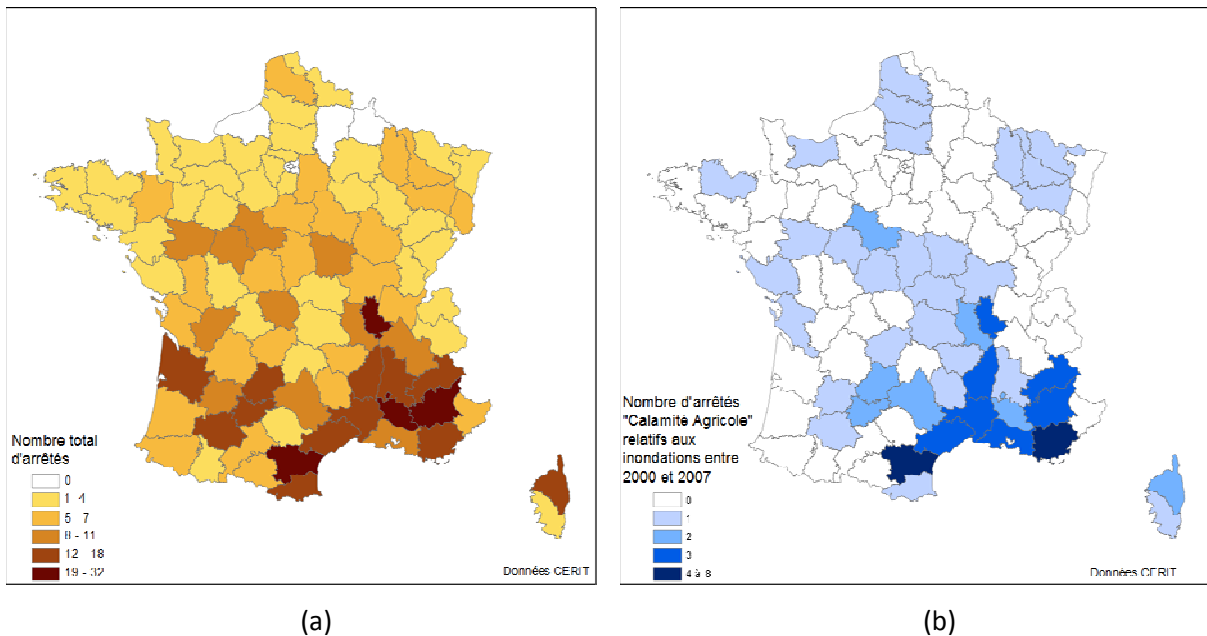 Nombre total
d'arrêtés
0
1 - 4
5 - 7
8 - 11
12 - 18
19 - 32
Données CERIT
(a)
Nombre d'arrêtés
"Calamité Agricole"
relatifs aux
inondations entre
2000 et 2007
0
1
2
3
4 à 8
Données CERIT
(b)